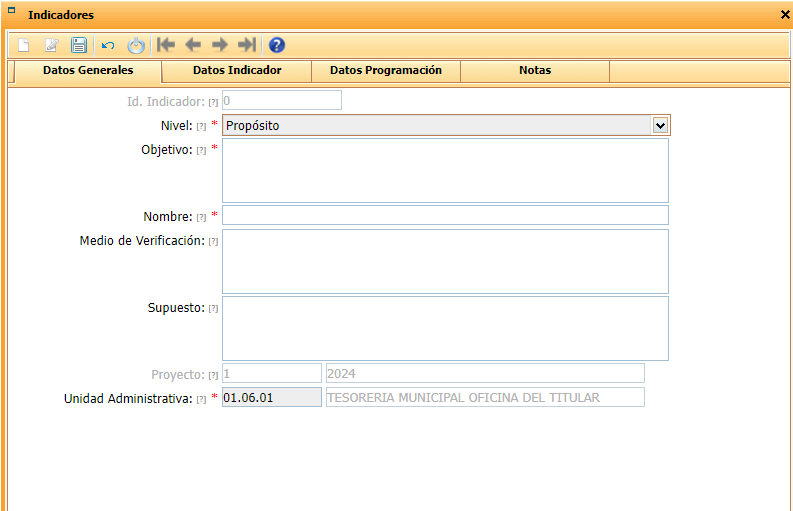 Indicadores
Datos Generales Datos Indicador Datos Programación Notas
Id. Indicador: [?] 0
Nivel: [?] * Propósito
Objetivo: [?] *
Nombre: [?] *
Medio de Verificación: [?]
Supuesto: [?]
Proyecto: [?] 1 2024
Unidad Administrativa: [?] * 01.06.01 TESORERIA MUNICIPAL OFICINA DEL TITULAR